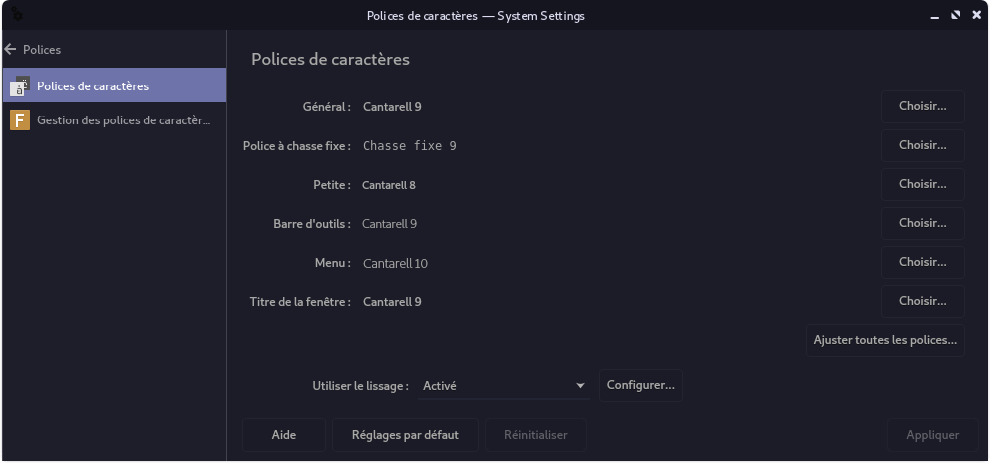 Polices de caractères — System Settings
Polices
Polices de caractères
Gestion des polices de caractèr...
Polices de caractères
Général : Cantarell 9 Choisir...
Police à chasse fixe : Chasse fixe 9 Choisir...
Petite : Cantarell 8 Choisir...
Barre d'outils : Cantarell 9 Choisir...
Menu : Cantarell 10 Choisir...
Titre de la fenêtre : Cantarell 9 Choisir...
Ajuster toutes les polices...
Utiliser le lissage : Activé Configurer...
Aide Réglages par défaut Réinitialiser Appliquer